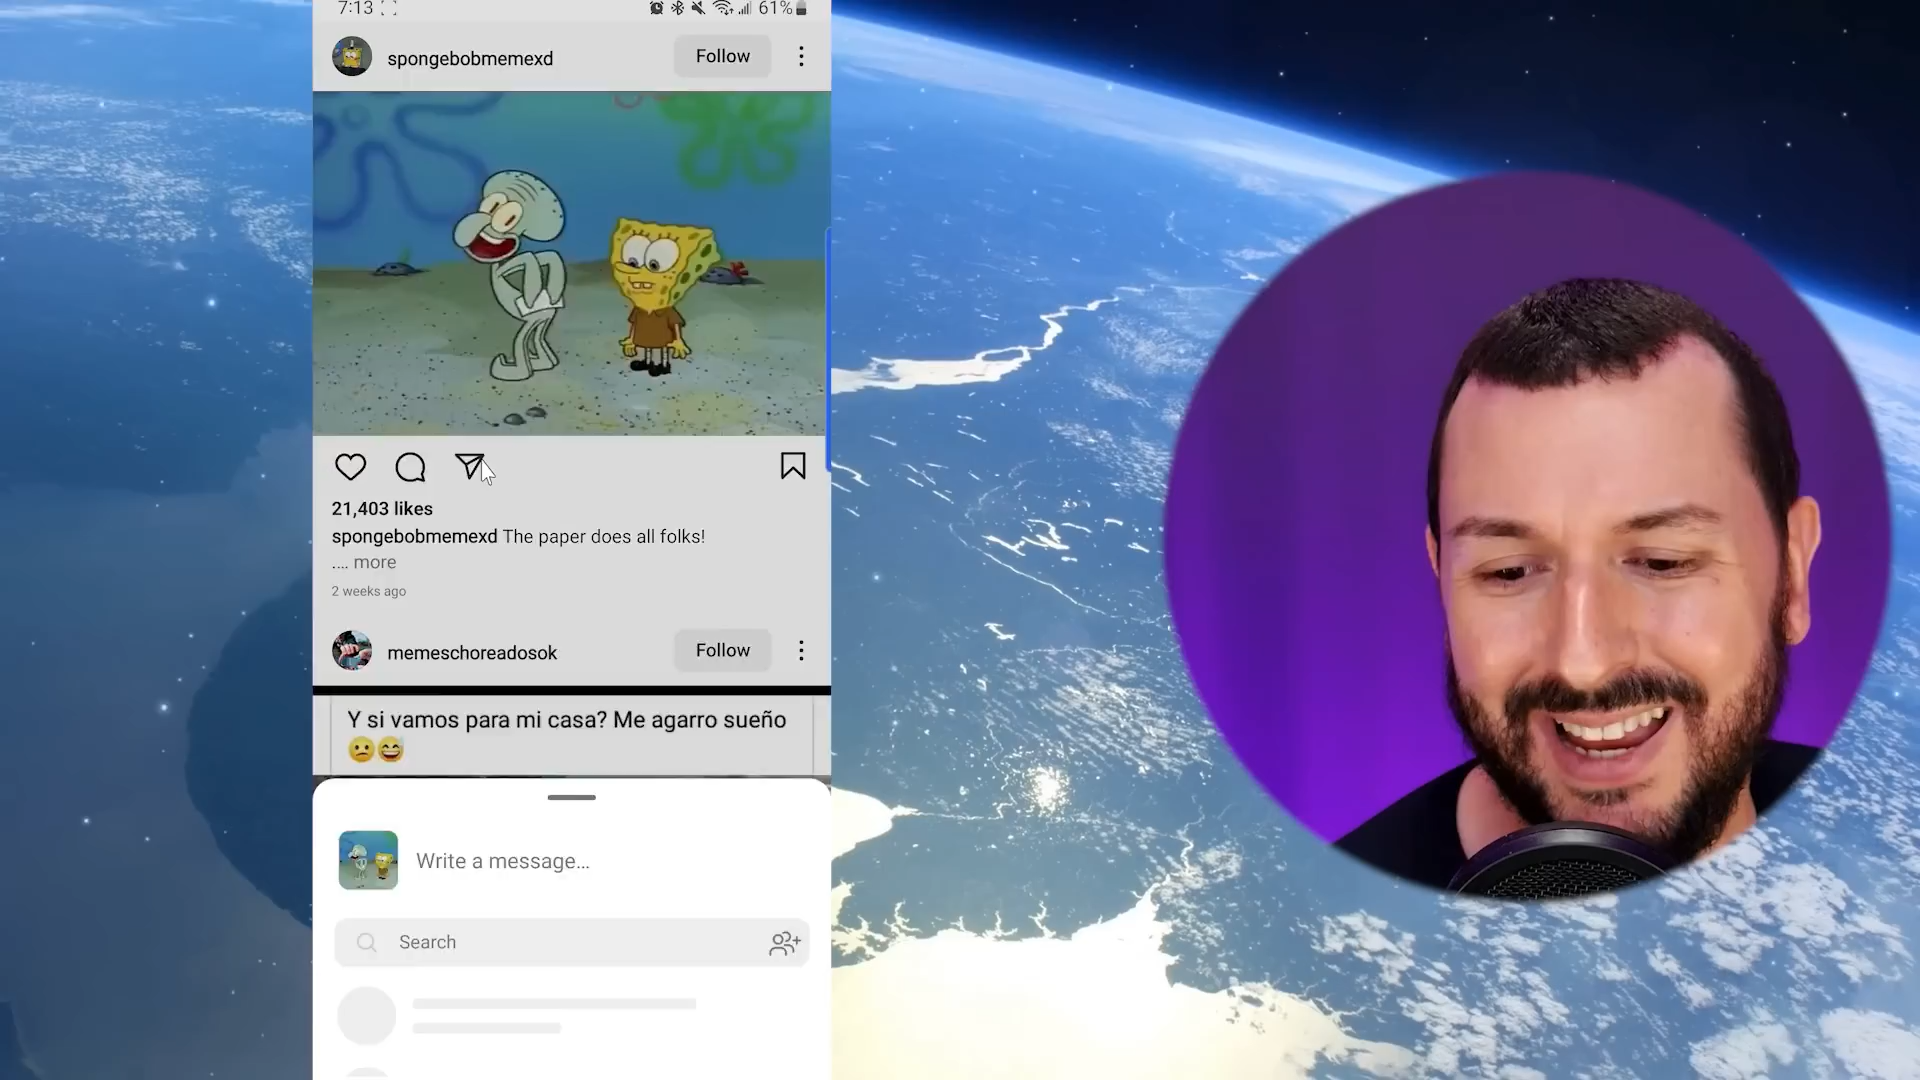 7:13
61%
spongebobmemexd
Follow
21,403 likes
spongebobmemexd The paper does all folks!
.... more
2 weeks ago
memeschoreadosok
Follow
Y si vamos para mi casa? Me agarro sueño
🙁😅
Write a message...
Search